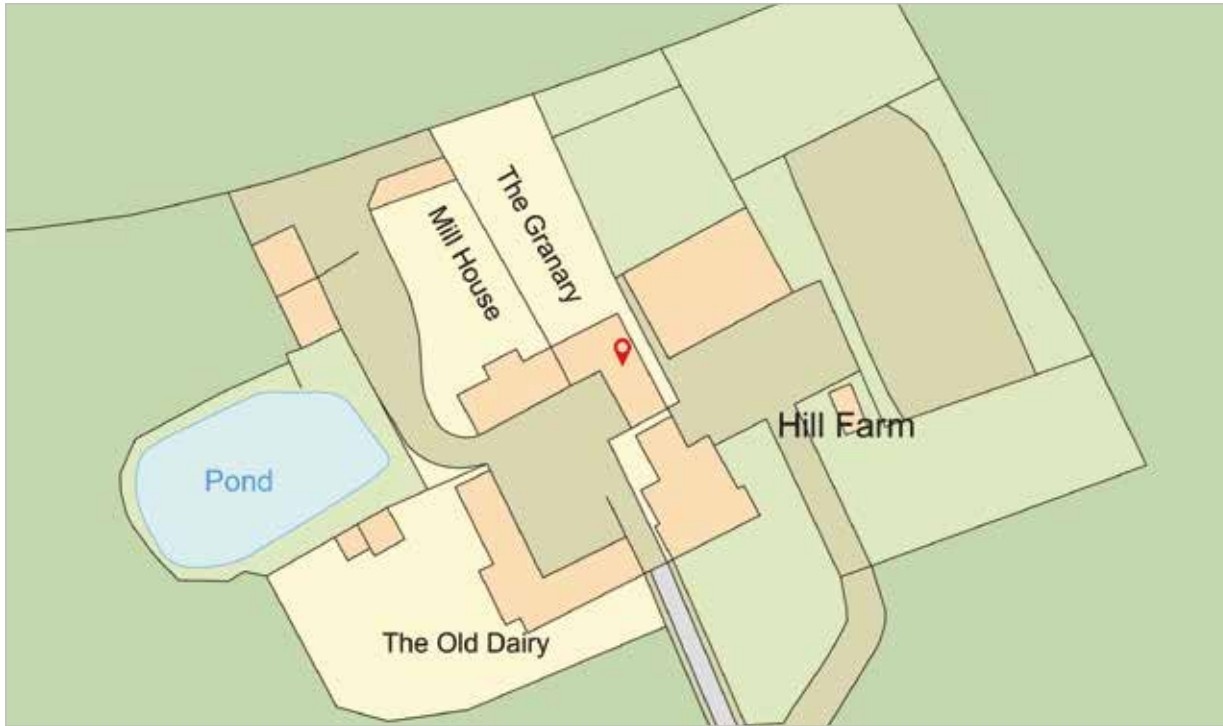 The Granary
Mill House
Hill Farm
Pond
The Old Dairy